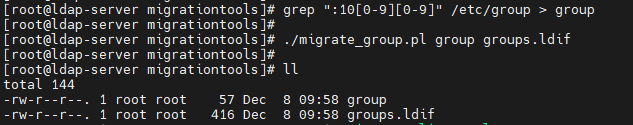 [root@ldap-server migrationtools]# grep ":10[0-9][0-9]" /etc/group > group
[root@ldap-server migrationtools]#
[root@ldap-server migrationtools]# ./migrate_group.pl group groups.ldif
[root@ldap-server migrationtools]#
[root@ldap-server migrationtools]# ll
total 144
-rw-r--r--. 1 root root    57 Dec  8 09:58 group
-rw-r--r--. 1 root root   416 Dec  8 09:58 groups.ldif